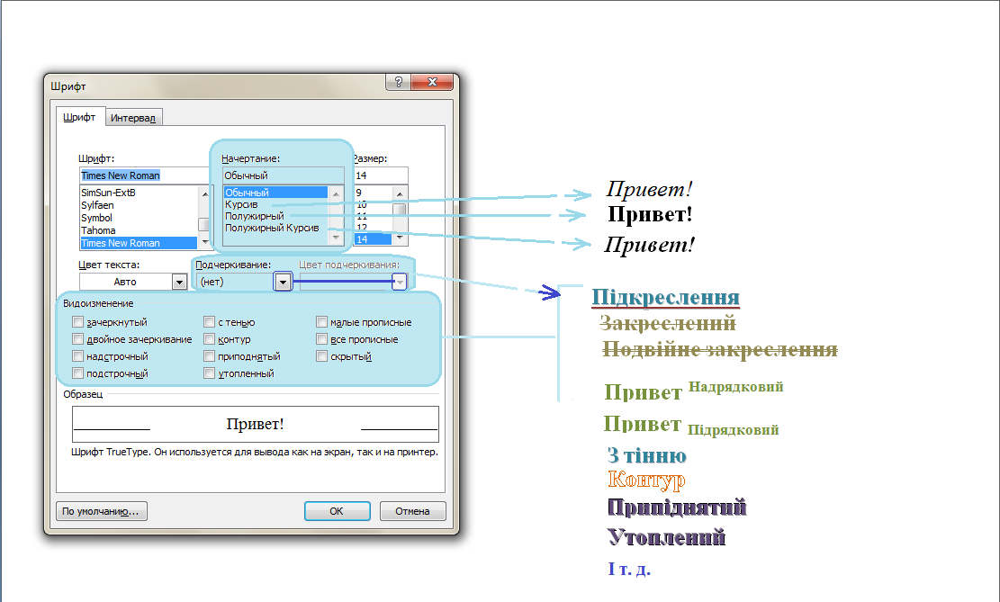 Шрифт
?
Шрифт Интервал
Шрифт: Начертание: Размер:
Times New Roman Обычный 14
SimSun-ExtB Обычный 9
Sylfaen Курсив 10
Symbol Полужирный 11
Tahoma Полужирный Курсив 12
Times New Roman 14
Цвет текста: Подчеркивание: Цвет подчеркивания:
Авто (нет)
Видоизменение
зачеркнутый с тенью малые прописные
двойное зачеркивание контур все прописные
надстрочный приподнятый скрытый
подстрочный утопленный
Образец
Привет!
Шрифт TrueType. Он используется для вывода как на экран, так и на принтер.
По умолчанию... ОК Отмена
Привет!
Привет!
Привет!
Підкреслення
Закреслений
Подвійне закреслення
Привет Надрядковий
Привет Підрядковий
З тінню
Контур
Припіднятий
Утоплений
І т. д.